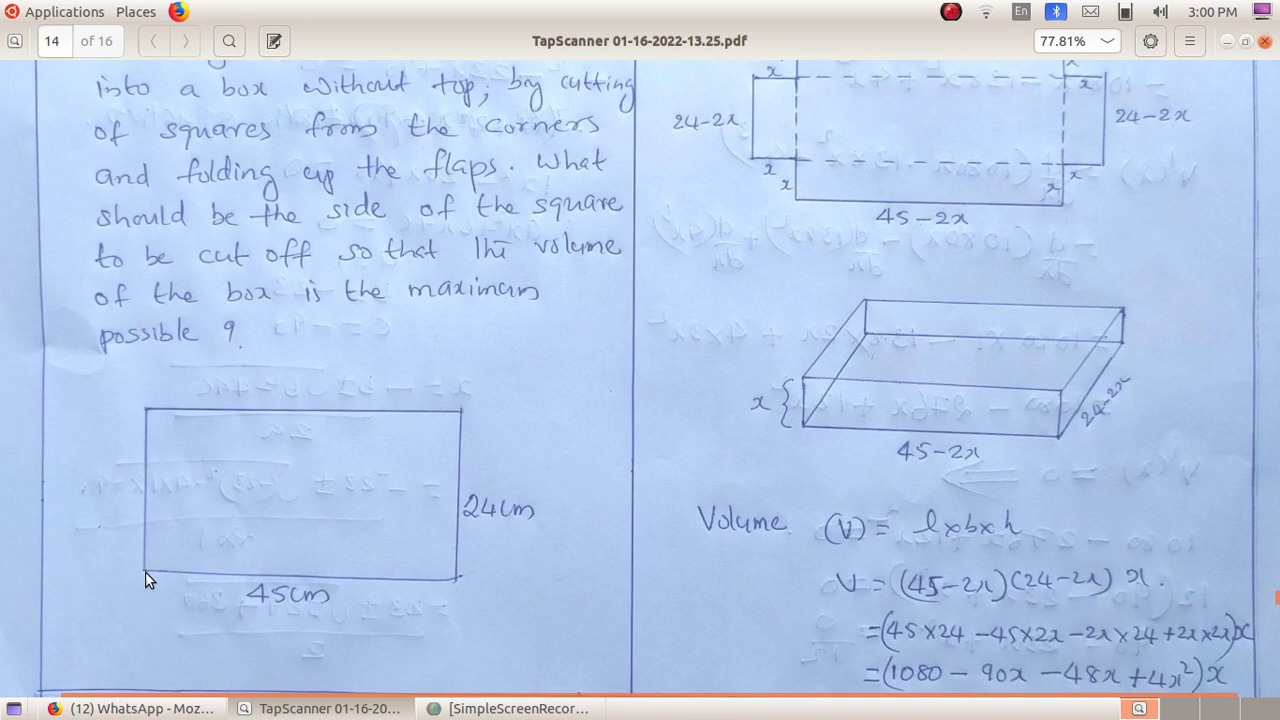 Applications Places
En
3:00 PM
14 of 16
TapScanner 01-16-2022-13.25.pdf
77.81%
into a box without top, by cutting
of squares from the corners
and folding up the flaps. What
should be the side of the square
to be cut off so that the volume
of the box is the maximum
possible ?
24cm
45cm
x
x
x
24-2x
24-2x
x
x
x
x
45-2x
x
24-2x
45-2x
Volume (V) = l×b×h
V = (45-2x)(24-2x) x.
=(45×24 -45×2x -2x×24 +2x×2x)x
=(1080 - 90x - 48x +4x²)x
(12) WhatsApp - Moz...
TapScanner 01-16-20...
[SimpleScreenRecor...